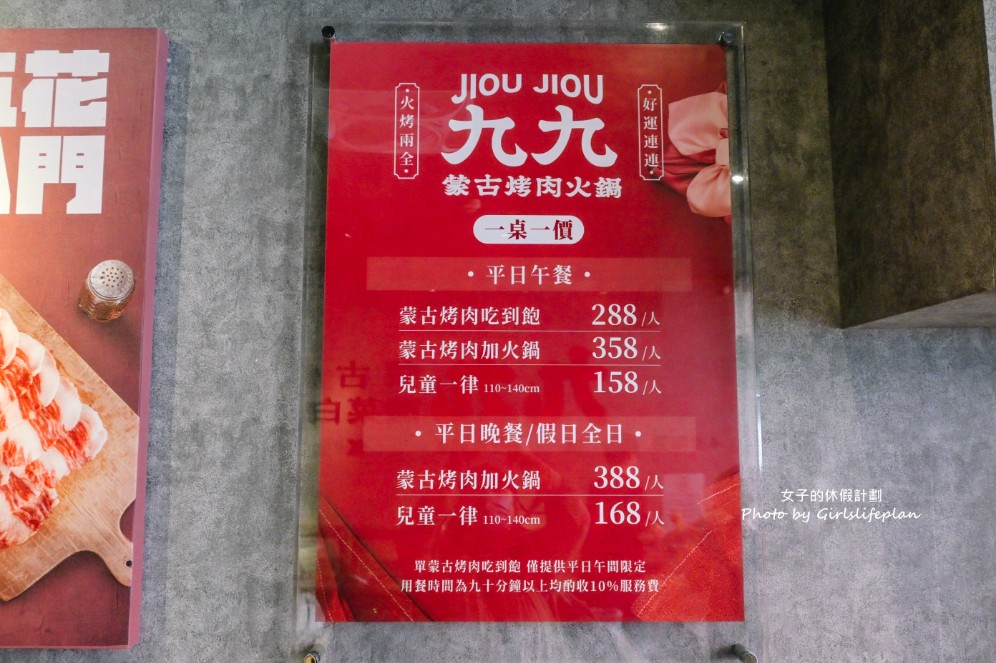 花
門
火烤兩全
JIOU JIOU
九九
蒙古烤肉火鍋
好運連連
一桌一價
• 平日午餐 •
蒙古烤肉吃到飽 288/人
蒙古烤肉加火鍋 358/人
兒童一律 110~140cm 158/人
• 平日晚餐/假日全日 •
蒙古烤肉加火鍋 388/人
兒童一律 110~140cm 168/人
單蒙古烤肉吃到飽 僅提供平日午間限定
用餐時間為九十分鐘以上均酌收10%服務費
女子的休假計劃
Photo by Girlslifeplan